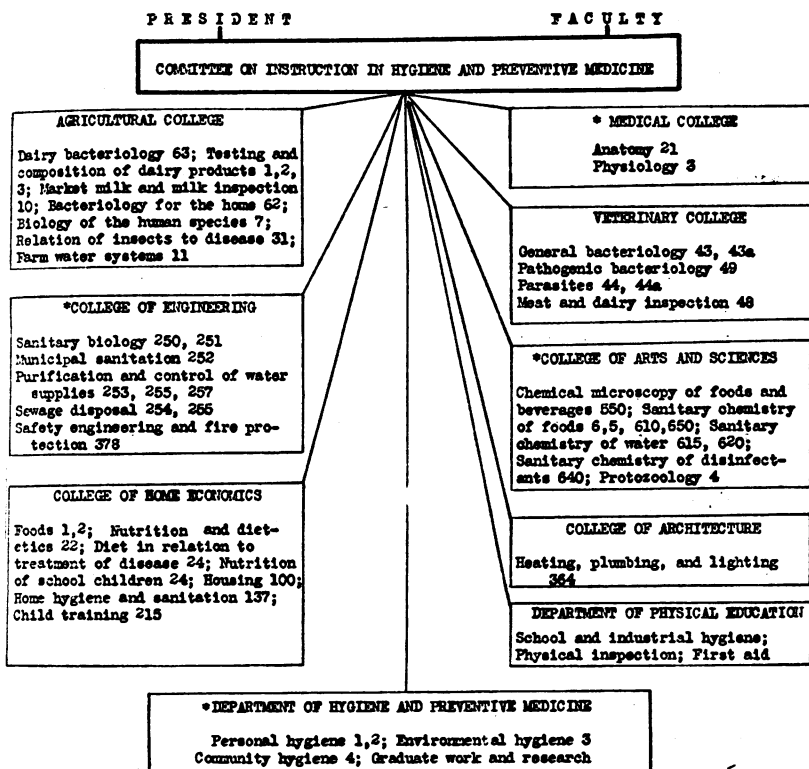 PRESIDENT FACULTY
COMMITTEE ON INSTRUCTION IN HYGIENE AND PREVENTIVE MEDICINE
AGRICULTURAL COLLEGE
Dairy bacteriology 63; Testing and
composition of dairy products 1,2,
3; Market milk and milk inspection
10; Bacteriology for the home 62;
Biology of the human species 7;
Relation of insects to disease 31;
Farm water systems 11
*COLLEGE OF ENGINEERING
Sanitary biology 250, 251
Municipal sanitation 252
Purification and control of water
supplies 253, 255, 257
Sewage disposal 254, 256
Safety engineering and fire pro-
tection 378
COLLEGE OF HOME ECONOMICS
Foods 1,2; Nutrition and diet-
etics 22; Diet in relation to
treatment of disease 24; Nutrition
of school children 24; Housing 100;
Home hygiene and sanitation 137;
Child training 215
* MEDICAL COLLEGE
Anatomy 21
Physiology 3
VETERINARY COLLEGE
General bacteriology 43, 43a
Pathogenic bacteriology 49
Parasites 44, 44a
Meat and dairy inspection 48
*COLLEGE OF ARTS AND SCIENCES
Chemical microscopy of foods and
beverages 550; Sanitary chemistry
of foods 6,5, 610,650; Sanitary
chemistry of water 615, 620;
Sanitary chemistry of disinfect-
ants 640; Protozoology 4
COLLEGE OF ARCHITECTURE
Heating, plumbing, and lighting
364
DEPARTMENT OF PHYSICAL EDUCATION
School and industrial hygiene;
Physical inspection; First aid
*DEPARTMENT OF HYGIENE AND PREVENTIVE MEDICINE
Personal hygiene 1,2; Environmental hygiene 3
Community hygiene 4; Graduate work and research